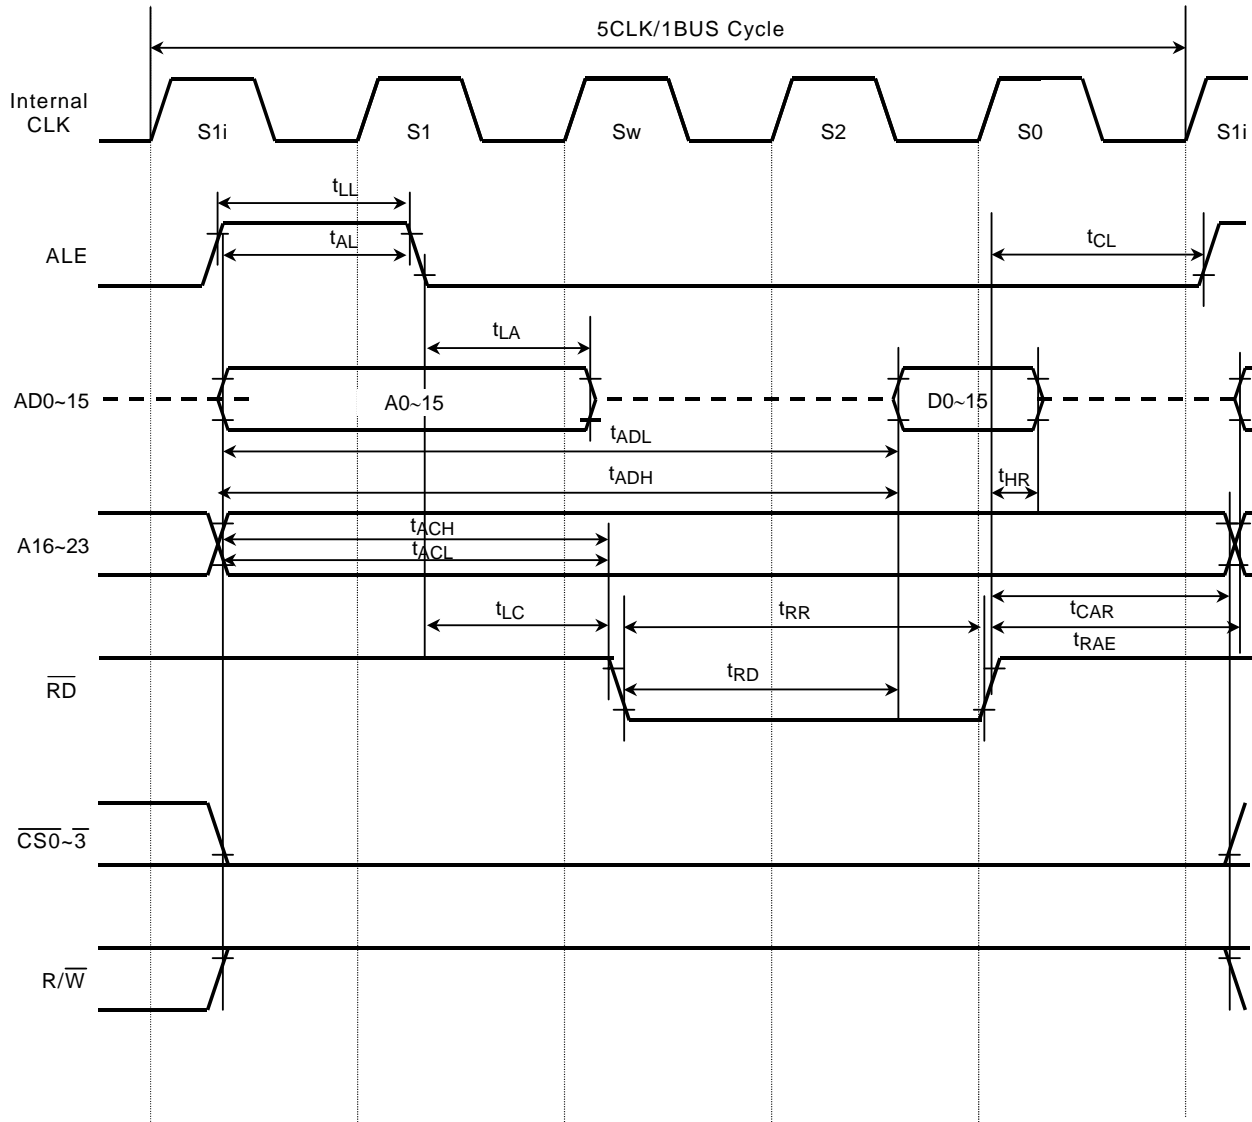 5CLK/1BUS Cycle
Internal
CLK
S1i S1 Sw S2 S0 S1i
tLL
ALE
tAL
tCL
tLA
AD0~15
A0~15
D0~15
tADL
tADH
tHR
A16~23
tACH
tACL
tLC
tRR
tCAR
tRAE
RD
tRD
CS0~3
R/W